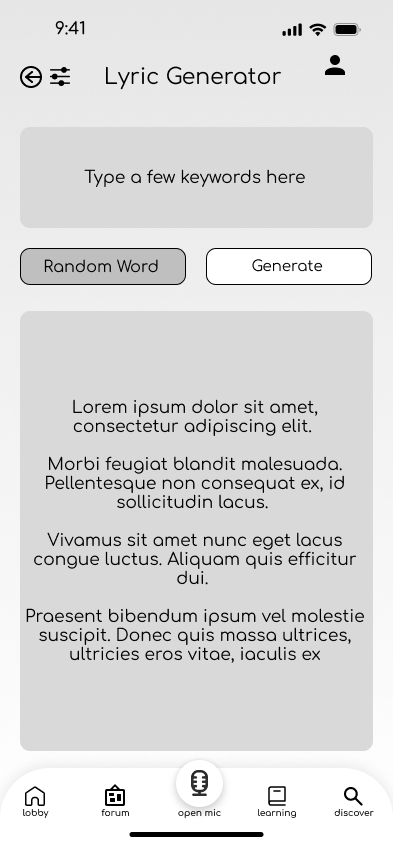 9:41
Lyric Generator
Type a few keywords here
Random Word
Generate
Lorem ipsum dolor sit amet,
consectetur adipiscing elit.
Morbi feugiat blandit malesuada.
Pellentesque non consequat ex, id
sollicitudin lacus.
Vivamus sit amet nunc eget lacus
congue luctus. Aliquam quis efficitur
dui.
Praesent bibendum ipsum vel molestie
suscipit. Donec quis massa ultrices,
ultricies eros vitae, iaculis ex
lobby
forum
open mic
learning
discover